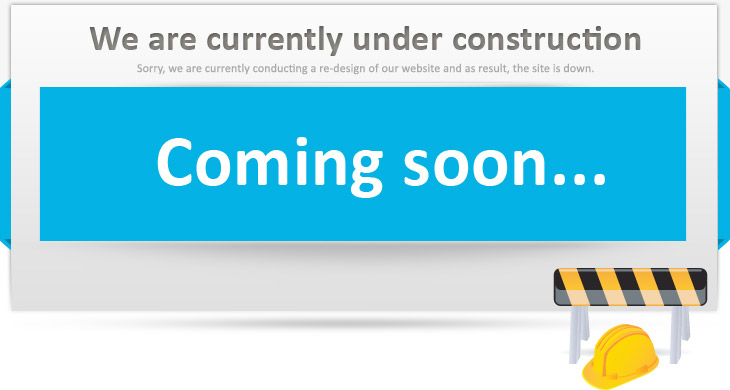 We are currently under construction
Sorry, we are currently conducting a re-design of our website and as result, the site is down.
Coming soon...